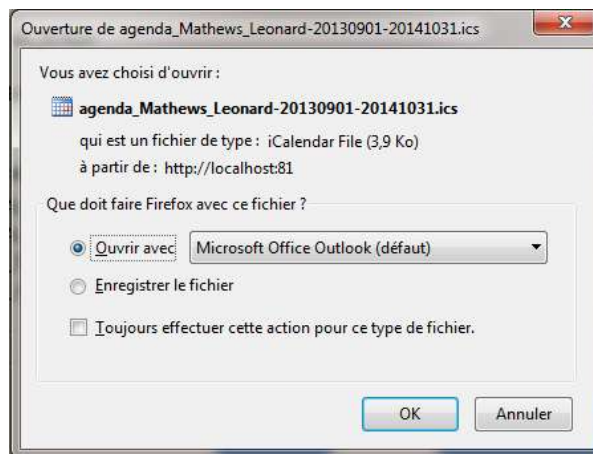 Ouverture de agenda_Mathews_Leonard-20130901-20141031.ics
Vous avez choisi d'ouvrir :
agenda_Mathews_Leonard-20130901-20141031.ics
qui est un fichier de type : iCalendar File (3,9 Ko)
à partir de : http://localhost:81
Que doit faire Firefox avec ce fichier ?
Ouvrir avec Microsoft Office Outlook (défaut)
Enregistrer le fichier
Toujours effectuer cette action pour ce type de fichier.
OK Annuler